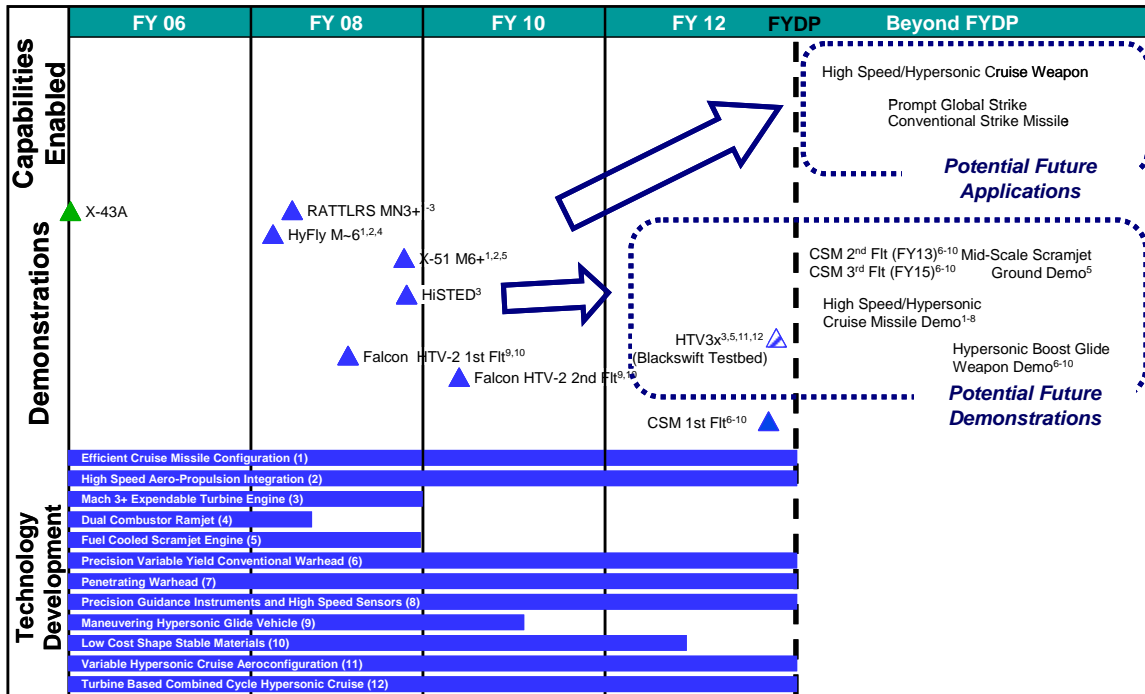 FY 06 FY 08 FY 10 FY 12 FYDP Beyond FYDP
Capabilities
Enabled
High Speed/Hypersonic Cruise Weapon
Prompt Global Strike
Conventional Strike Missile
Potential Future
Applications
Demonstrations
X-43A
RATTLRS MN3+¹⁻³
HyFly M~6¹,²,⁴
X-51 M6+¹,²,⁵
HiSTED³
Falcon HTV-2 1st Flt⁹,¹⁰
Falcon HTV-2 2nd Flt⁹,¹⁰
HTV3x³,⁵,¹¹,¹²
(Blackswift Testbed)
CSM 1st Flt⁶⁻¹⁰
CSM 2ⁿᵈ Flt (FY13)⁶⁻¹⁰
CSM 3ʳᵈ Flt (FY15)⁶⁻¹⁰
Mid-Scale Scramjet
Ground Demo⁵
High Speed/Hypersonic
Cruise Missile Demo¹⁻⁸
Hypersonic Boost Glide
Weapon Demo⁶⁻¹⁰
Potential Future
Demonstrations
Technology
Development
Efficient Cruise Missile Configuration (1)
High Speed Aero-Propulsion Integration (2)
Mach 3+ Expendable Turbine Engine (3)
Dual Combustor Ramjet (4)
Fuel Cooled Scramjet Engine (5)
Precision Variable Yield Conventional Warhead (6)
Penetrating Warhead (7)
Precision Guidance Instruments and High Speed Sensors (8)
Maneuvering Hypersonic Glide Vehicle (9)
Low Cost Shape Stable Materials (10)
Variable Hypersonic Cruise Aeroconfiguration (11)
Turbine Based Combined Cycle Hypersonic Cruise (12)